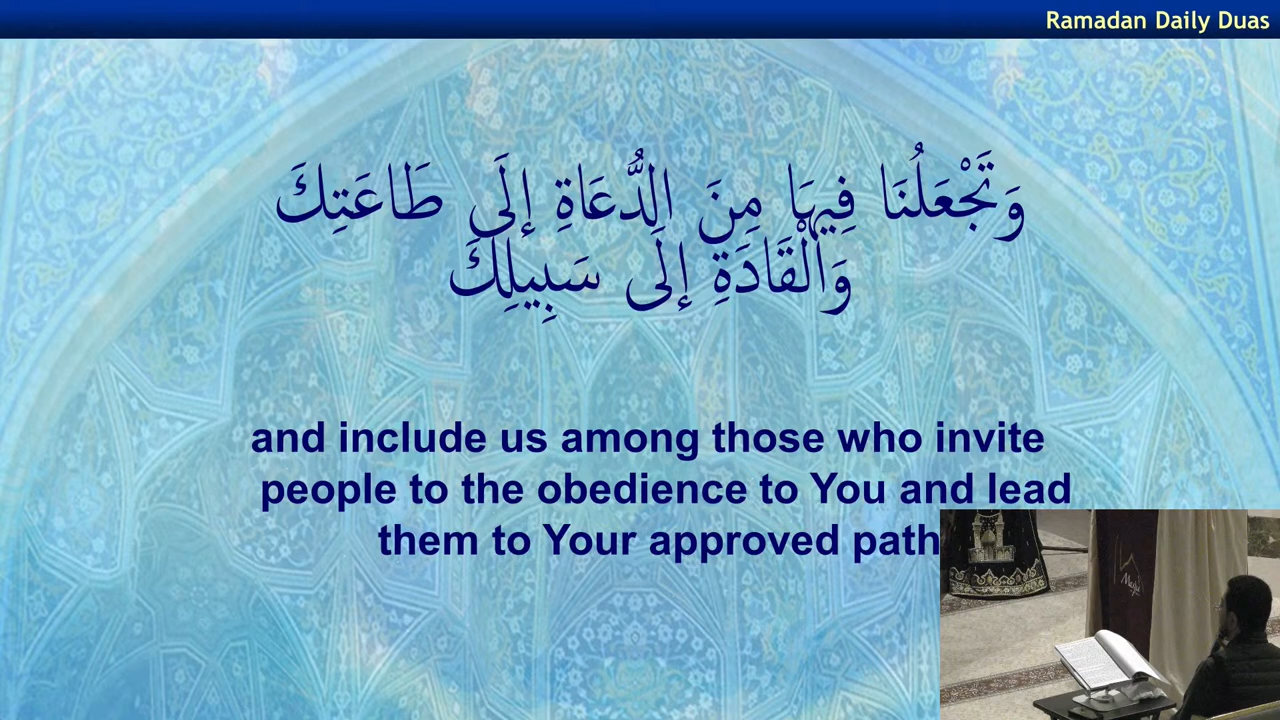 Ramadan Daily Duas
وَتَجْعَلُنَا فِيهَا مِنَ الدُّعَاةِ إِلَى طَاعَتِكَ
وَالْقَادَةِ إِلَى سَبِيلِكَ
and include us among those who invite
people to the obedience to You and lead
them to Your approved path